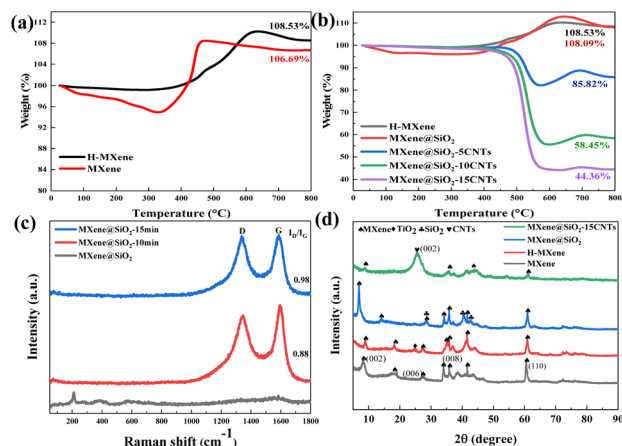 (a)
112
108
104
100
96
92
88
84
80
Weight (%)
108.53%
106.69%
H-MXene
MXene
0 100 200 300 400 500 600 700 800
Temperature (°C)
(b)
110
100
90
80
70
60
50
40
Weight (%)
108.53%
108.09%
85.82%
58.45%
44.36%
H-MXene
MXene@SiO2
MXene@SiO2-5CNTs
MXene@SiO2-10CNTs
MXene@SiO2-15CNTs
0 100 200 300 400 500 600 700 800
Temperature (°C)
(c)
MXene@SiO2-15min
MXene@SiO2-10min
MXene@SiO2
D
G
ID/IG
0.98
0.88
Intensity (a.u.)
200 400 600 800 1000 1200 1400 1600 1800
Raman shift (cm-1)
(d)
♠MXene♦TiO2♣SiO2 ♥CNTs
MXene@SiO2-15CNTs
MXene@SiO2
H-MXene
MXene
(002)
(002)
(006)
(008)
(110)
Intensity (a.u.)
10 20 30 40 50 60 70 80 90
2θ (degree)